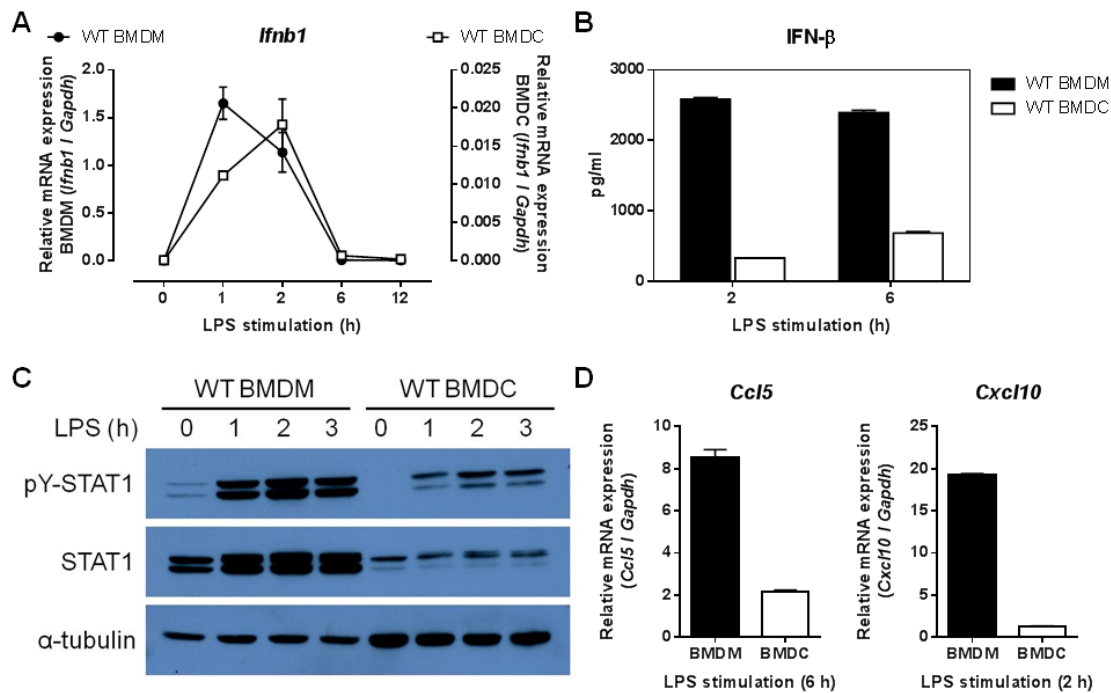 A
WT BMDM
Ifnb1
WT BMDC
Relative mRNA expression
BMDM (Ifnb1 / Gapdh)
2.0
1.5
1.0
0.5
0.0
0.025
0.020
0.015
0.010
0.005
0.000
Relative mRNA expression
BMDC (Ifnb1 / Gapdh)
0 1 2 6 12
LPS stimulation (h)
B
IFN-β
pg/ml
3000
2500
2000
1000
0
2 6
LPS stimulation (h)
WT BMDM
WT BMDC
C
WT BMDM WT BMDC
LPS (h) 0 1 2 3 0 1 2 3
pY-STAT1
STAT1
α-tubulin
D
Ccl5
Relative mRNA expression
(Ccl5 / Gapdh)
10
8
6
4
2
0
BMDM BMDC
LPS stimulation (6 h)
Cxcl10
Relative mRNA expression
(Cxcl10 / Gapdh)
25
20
15
10
5
0
BMDM BMDC
LPS stimulation (2 h)